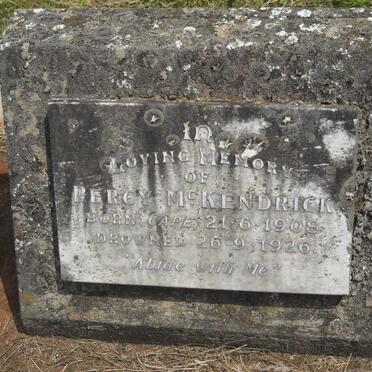 IN
LOVING MEMORY
OF
PERCY McKENDRICK
BORN (CAPE) 21-6-1908
DROWNED 26-9-1926
"Abide with Me"